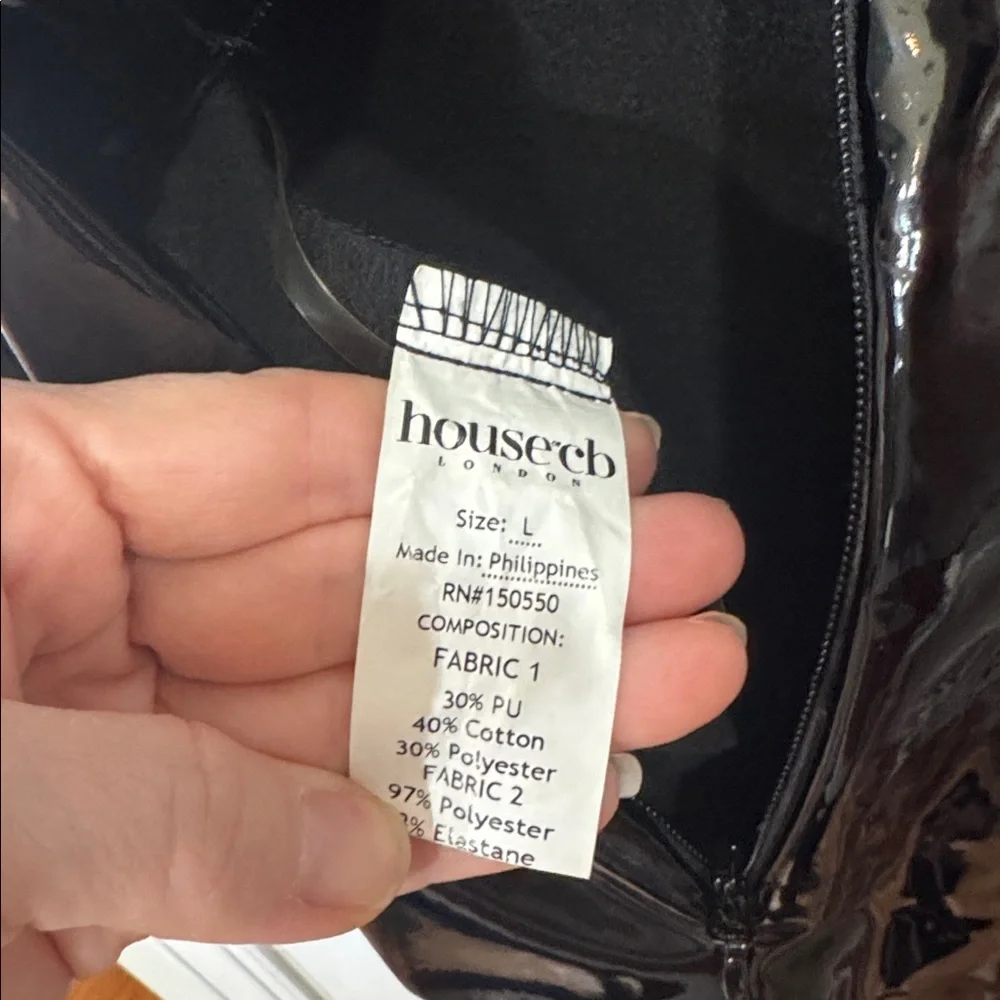 house cb
LONDON
Size: L
Made In: Philippines
RN#150550
COMPOSITION:
FABRIC 1
30% PU
40% Cotton
30% Polyester
FABRIC 2
97% Polyester
% Elastane